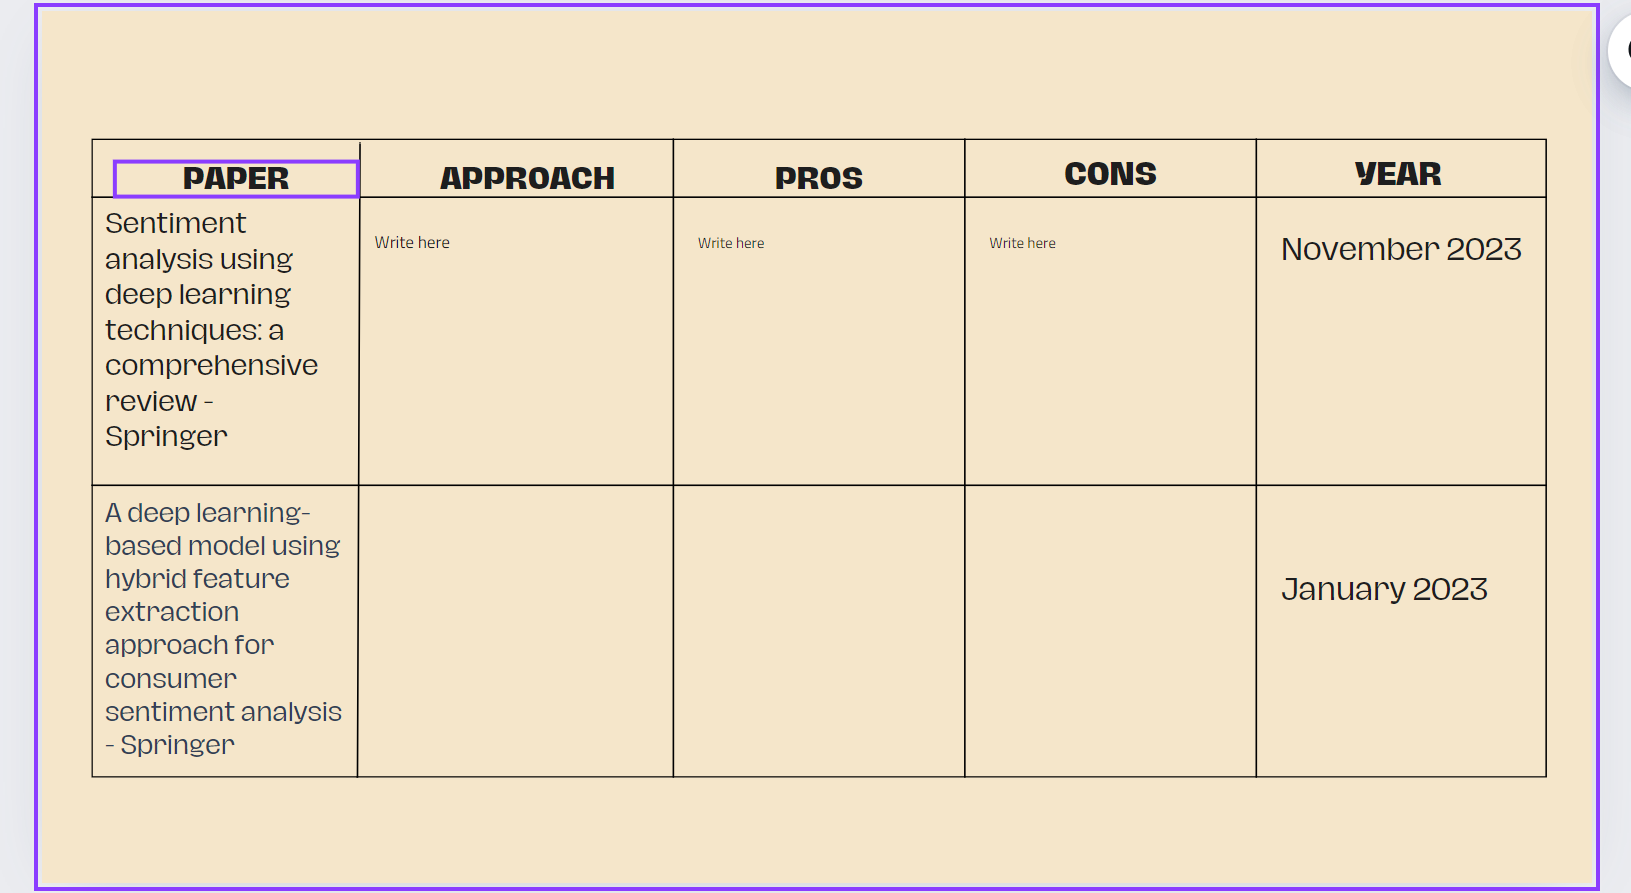 PAPER
APPROACH
PROS
CONS
YEAR
Sentiment
analysis using
deep learning
techniques: a
comprehensive
review -
Springer
Write here
Write here
Write here
November 2023
A deep learning-
based model using
hybrid feature
extraction
approach for
consumer
sentiment analysis
- Springer
January 2023